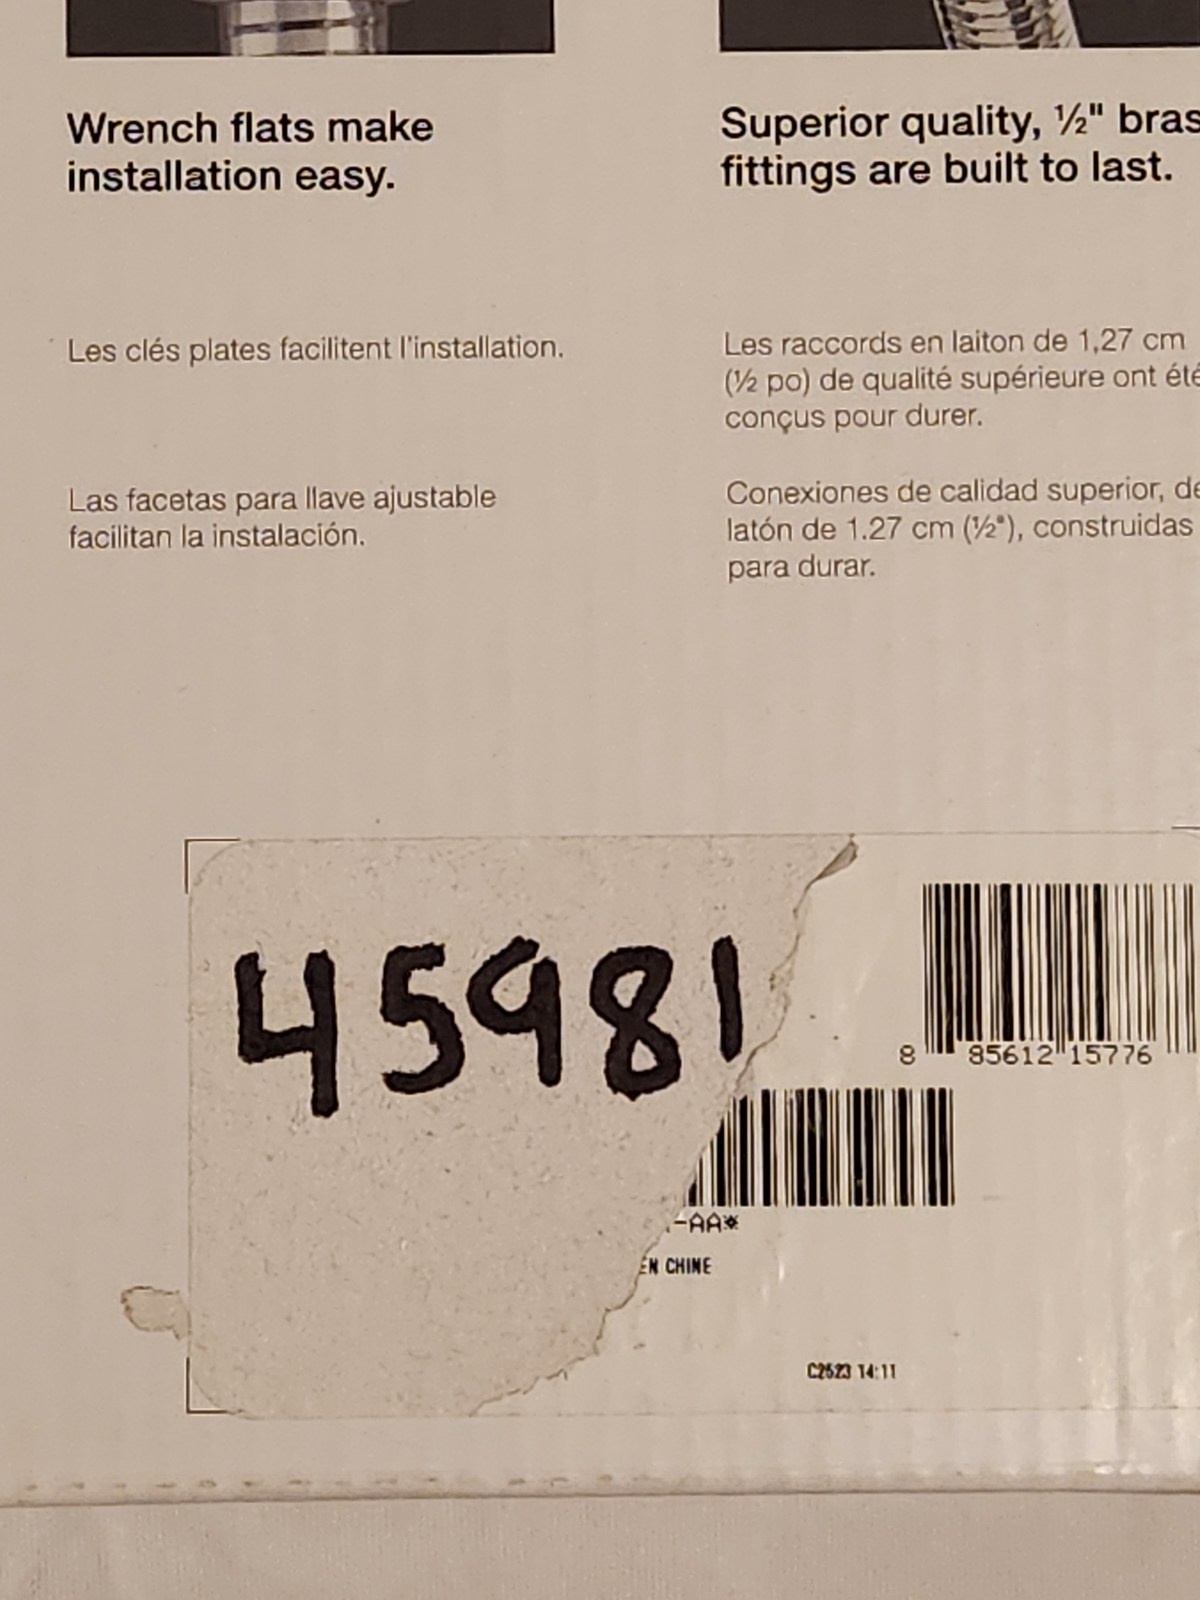 Wrench flats make
installation easy.
Les clés plates facilitent l'installation.
Las facetas para llave ajustable
facilitan la instalación.
Superior quality, ½" bras
fittings are built to last.
Les raccords en laiton de 1,27 cm
(½ po) de qualité supérieure ont été
conçus pour durer.
Conexiones de calidad superior, de
latón de 1.27 cm (½"), construidas
para durar.
45981
8 85612 15776
-AA*
EN CHINE
C2523 14:11